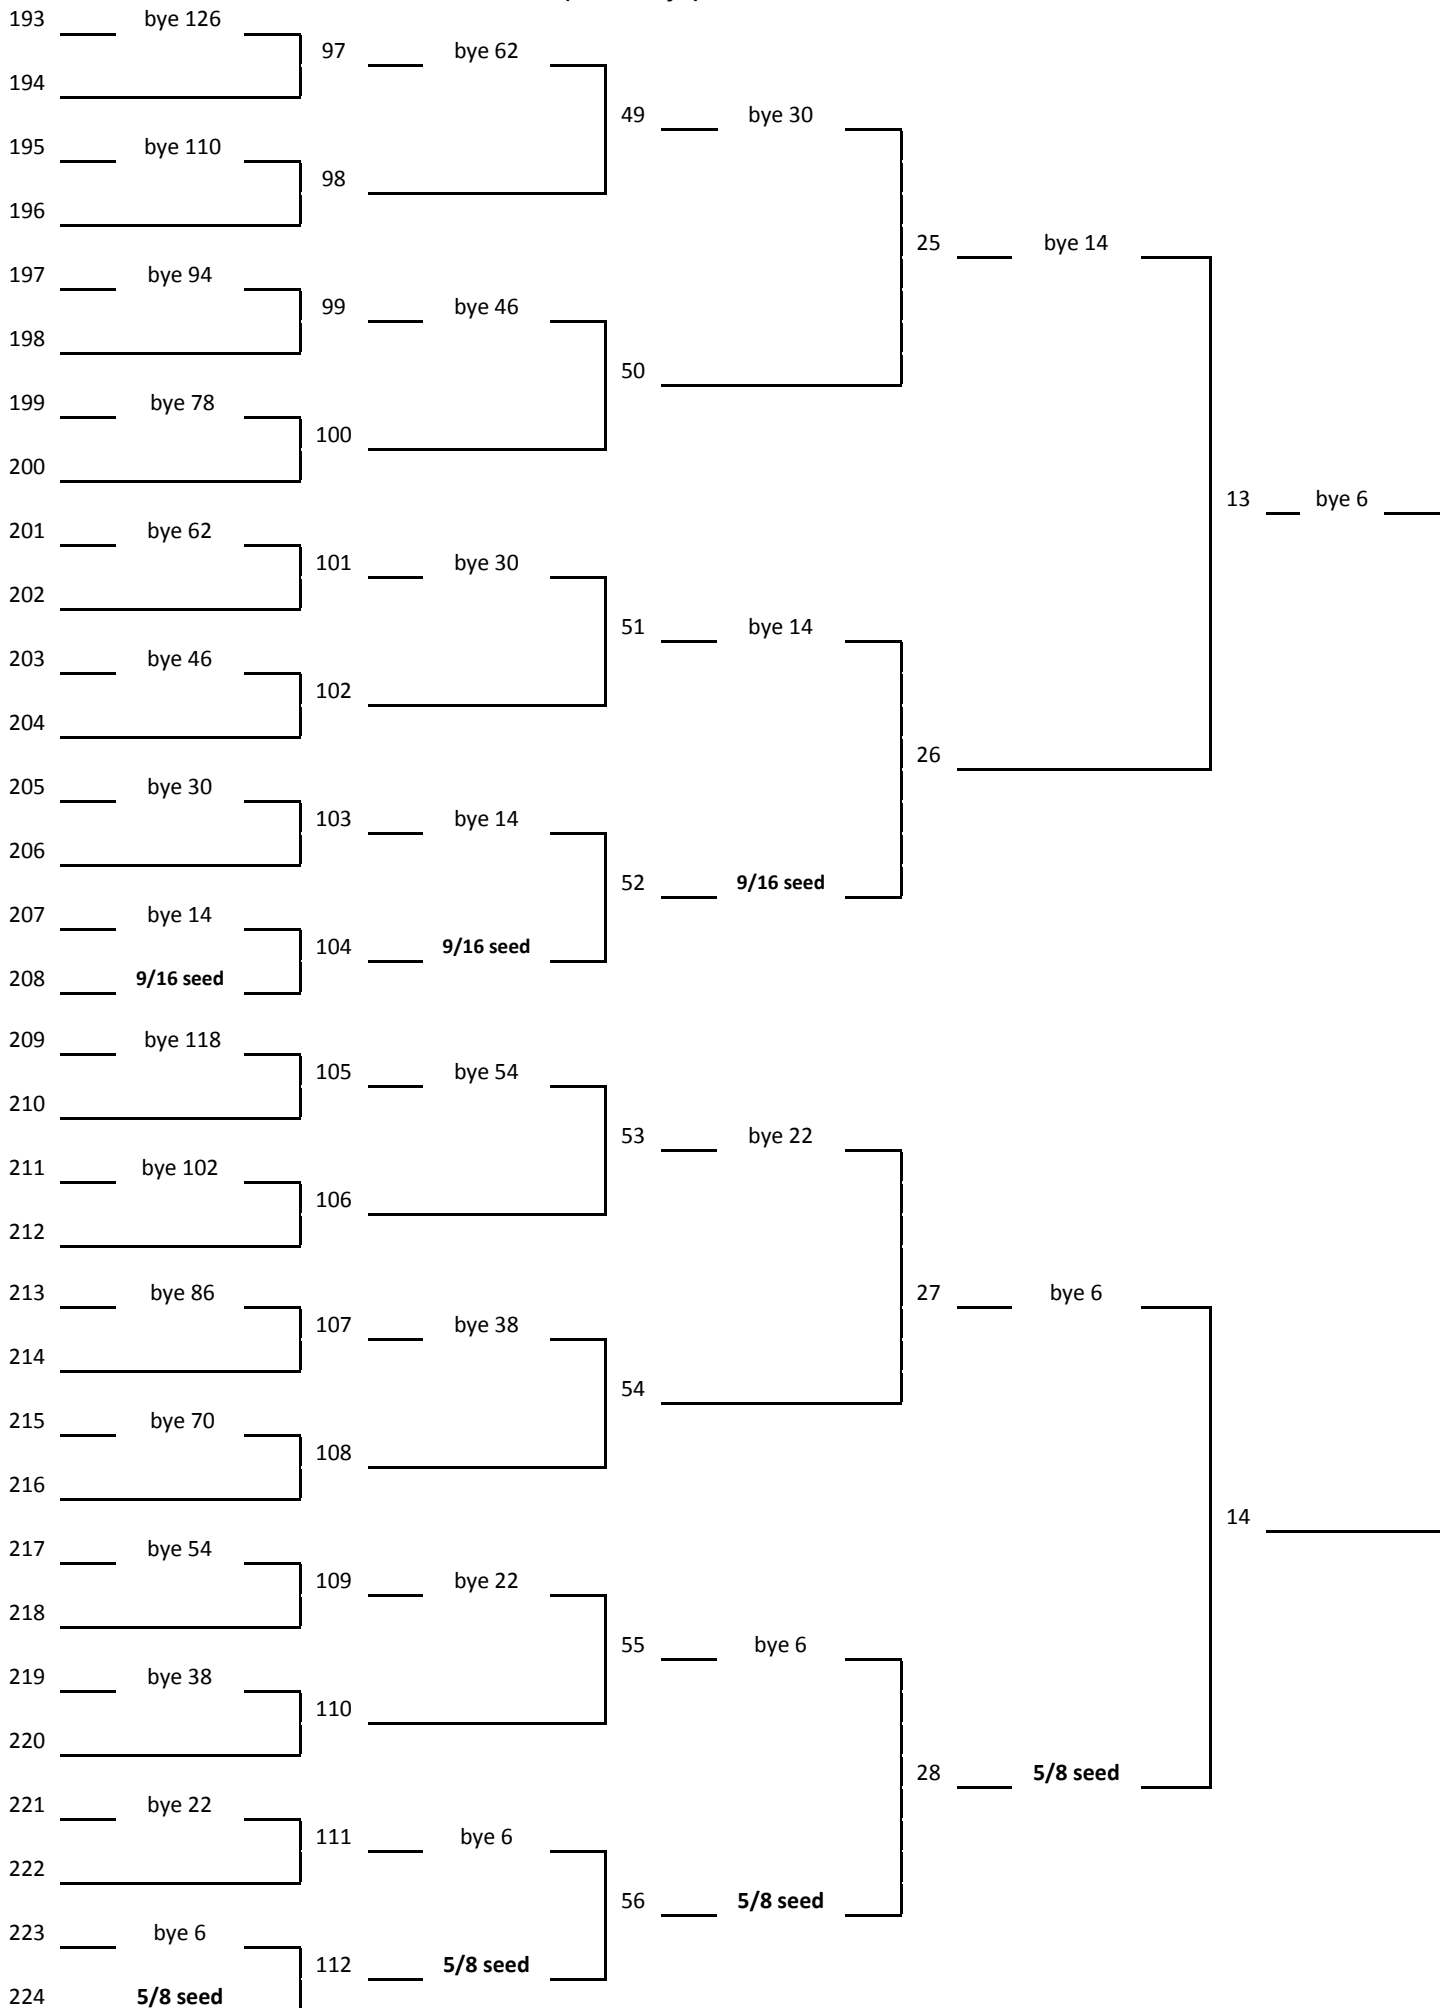 193 bye 126
97 bye 62
194
49 bye 30
195 bye 110
98
196
25 bye 14
197 bye 94
99 bye 46
198
50
199 bye 78
100
200
13 bye 6
201 bye 62
101 bye 30
202
51 bye 14
203 bye 46
102
204
26
205 bye 30
103 bye 14
206
52 9/16 seed
207 bye 14
104 9/16 seed
208 9/16 seed
209 bye 118
105 bye 54
210
53 bye 22
211 bye 102
106
212
213 bye 86
27 bye 6
107 bye 38
214
54
215 bye 70
108
216
14
217 bye 54
109 bye 22
218
55 bye 6
219 bye 38
110
220
28 5/8 seed
221 bye 22
111 bye 6
222
56 5/8 seed
223 bye 6
112 5/8 seed
224 5/8 seed